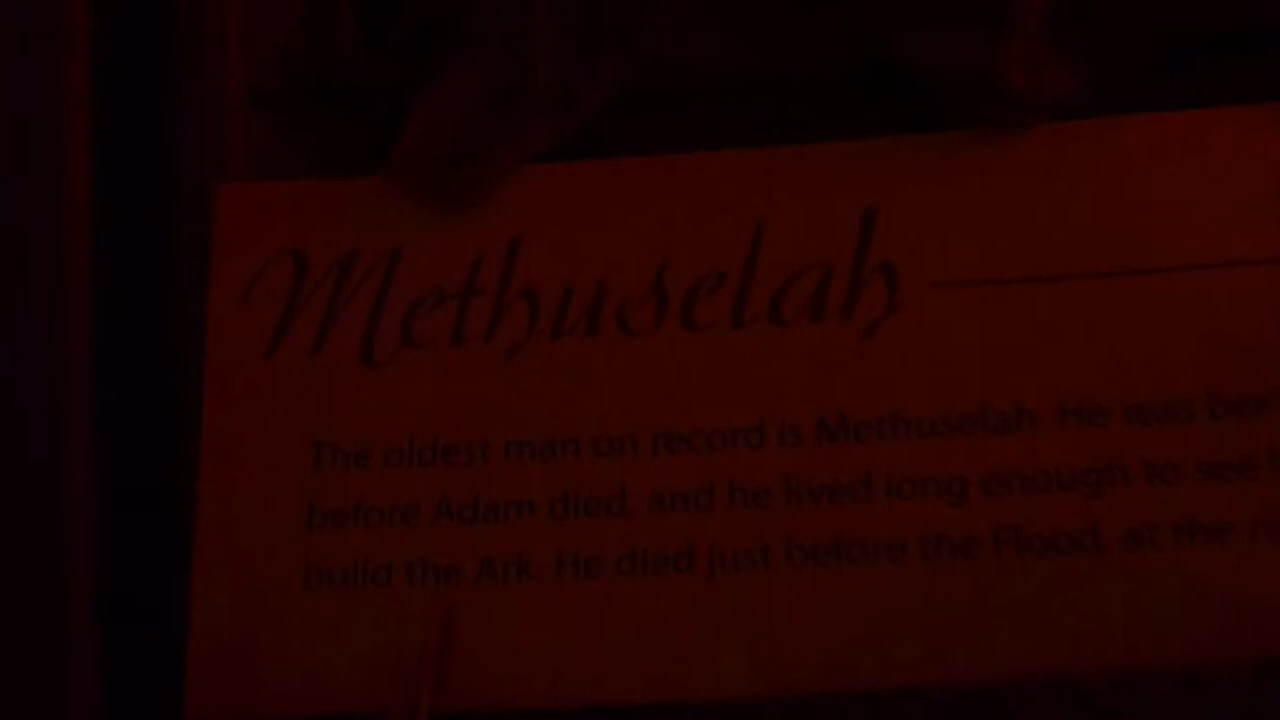 Methuselah
The oldest man on record is Methuselah. He was
before Adam died, and he lived long enough to see
build the Ark. He died just before the Flood, at the